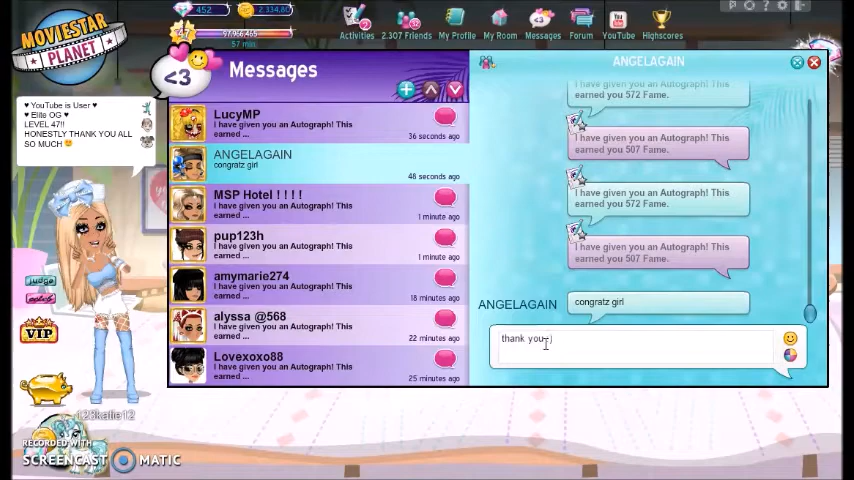 MOVIESTAR
PLANET
452
2.334.80
47
97,966,465
57 min
Activities
2.307 Friends
My Profile
My Room
Messages
Forum
YouTube
Highscores
♥ YouTube is User ♥
♥ Elite OG ♥
LEVEL 47!!
HONESTLY THANK YOU ALL
SO MUCH 😊
judge
VIP
123katie12
RECORDED WITH
SCREENCAST MATIC
<3
Messages
LucyMP
I have given you an Autograph! This
earned ...
36 seconds ago
ANGELAGAIN
congratz girl
48 seconds ago
MSP Hotel ! ! ! !
I have given you an Autograph! This
earned ...
1 minute ago
pup123h
I have given you an Autograph! This
earned ...
1 minute ago
amymarie274
I have given you an Autograph! This
earned ...
18 minutes ago
alyssa @568
I have given you an Autograph! This
earned ...
22 minutes ago
Lovexoxo88
I have given you an Autograph! This
earned ...
25 minutes ago
ANGELAGAIN
I have given you an Autograph! This
earned you 572 Fame.
I have given you an Autograph! This
earned you 507 Fame.
I have given you an Autograph! This
earned you 572 Fame.
I have given you an Autograph! This
earned you 507 Fame.
ANGELAGAIN
congratz girl
thank you:)